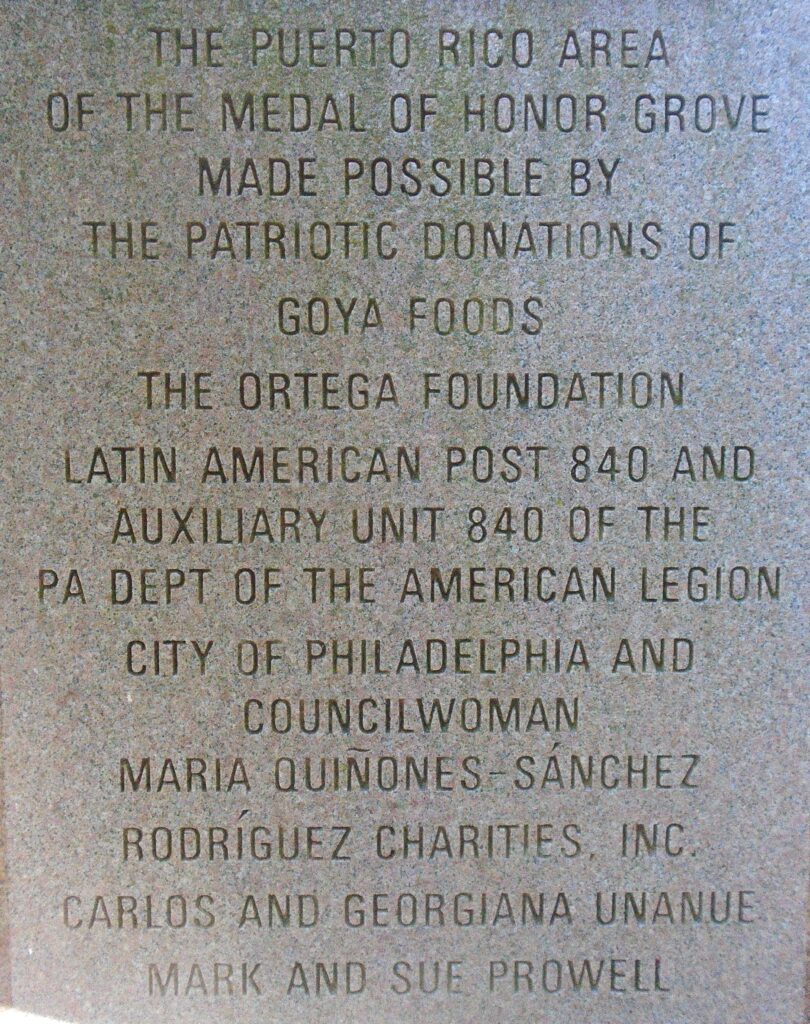 THE PUERTO RICO AREA
OF THE MEDAL OF HONOR GROVE
MADE POSSIBLE BY
THE PATRIOTIC DONATIONS OF
GOYA FOODS
THE ORTEGA FOUNDATION
LATIN AMERICAN POST 840 AND
AUXILIARY UNIT 840 OF THE
PA DEPT OF THE AMERICAN LEGION
CITY OF PHILADELPHIA AND
COUNCILWOMAN
MARIA QUIÑONES-SÁNCHEZ
RODRÍGUEZ CHARITIES, INC.
CARLOS AND GEORGIANA UNANUE
MARK AND SUE PROWELL